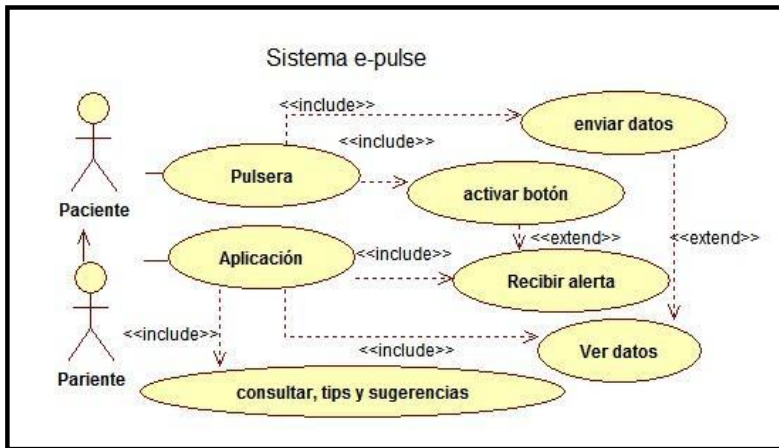 Sistema e-pulse
<<include>>
enviar datos
<<include>>
Pulsera
activar botón
Paciente
<<extend>>
<<extend>>
Aplicación
<<include>>
Recibir alerta
<<include>>
<<include>>
Ver datos
Pariente
consultar, tips y sugerencias